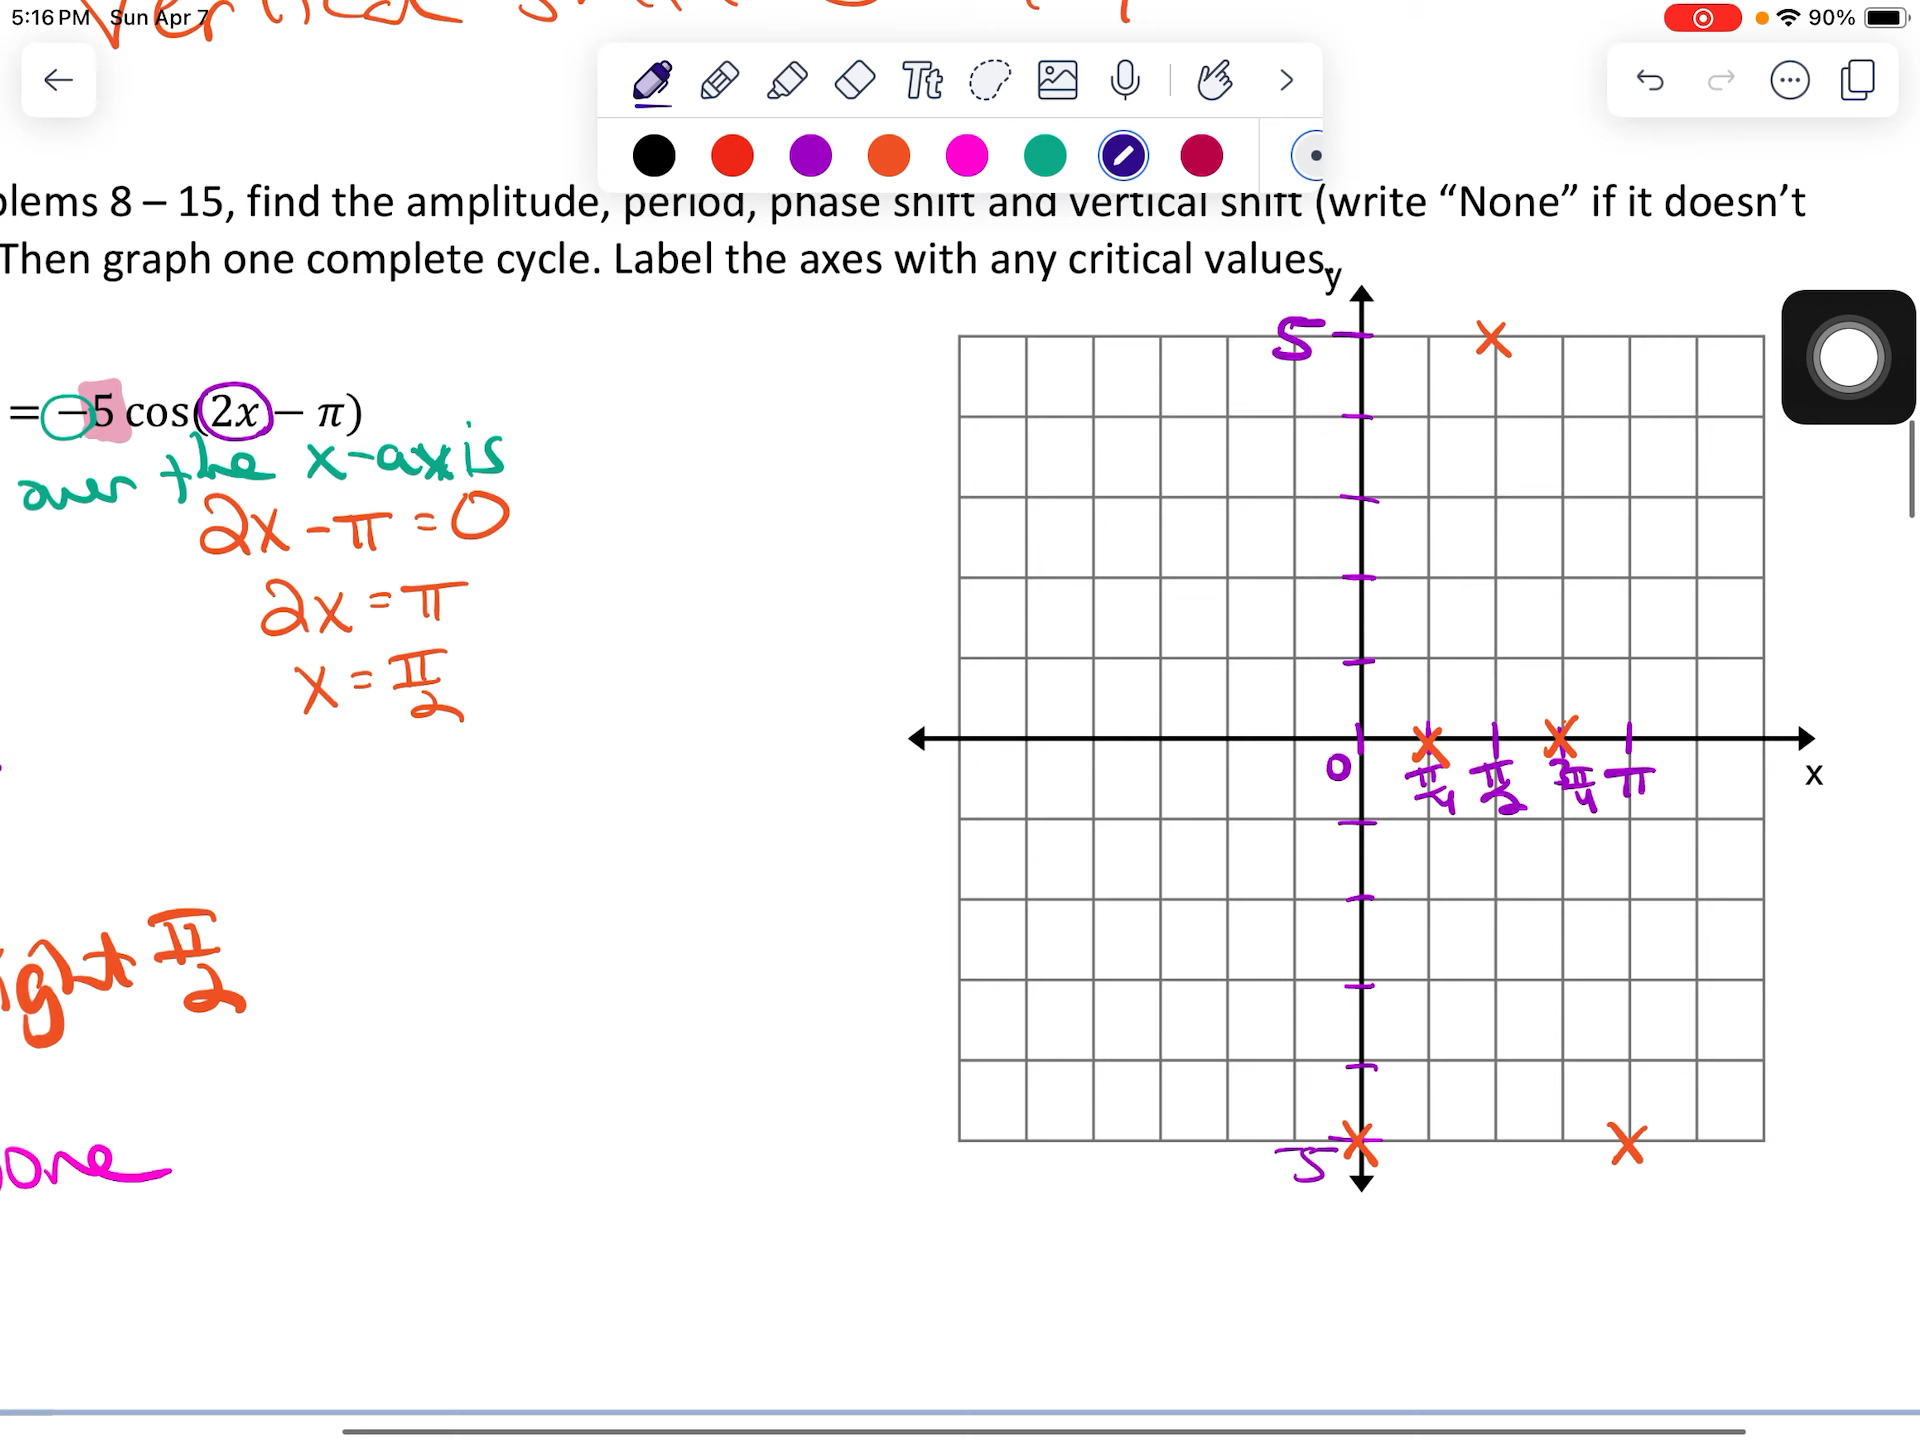 5:16 PM Sun Apr 7
90%
Tt
blems 8 – 15, find the amplitude, period, phase shift and vertical shift (write “None” if it doesn’t
Then graph one complete cycle. Label the axes with any critical values.
= −5 cos(2x − π)
over the x-axis
2x - π = 0
2x = π
x = π/2
ight π/2
one
y
5
0 π/4 π/2 3π/4 π
x
-5